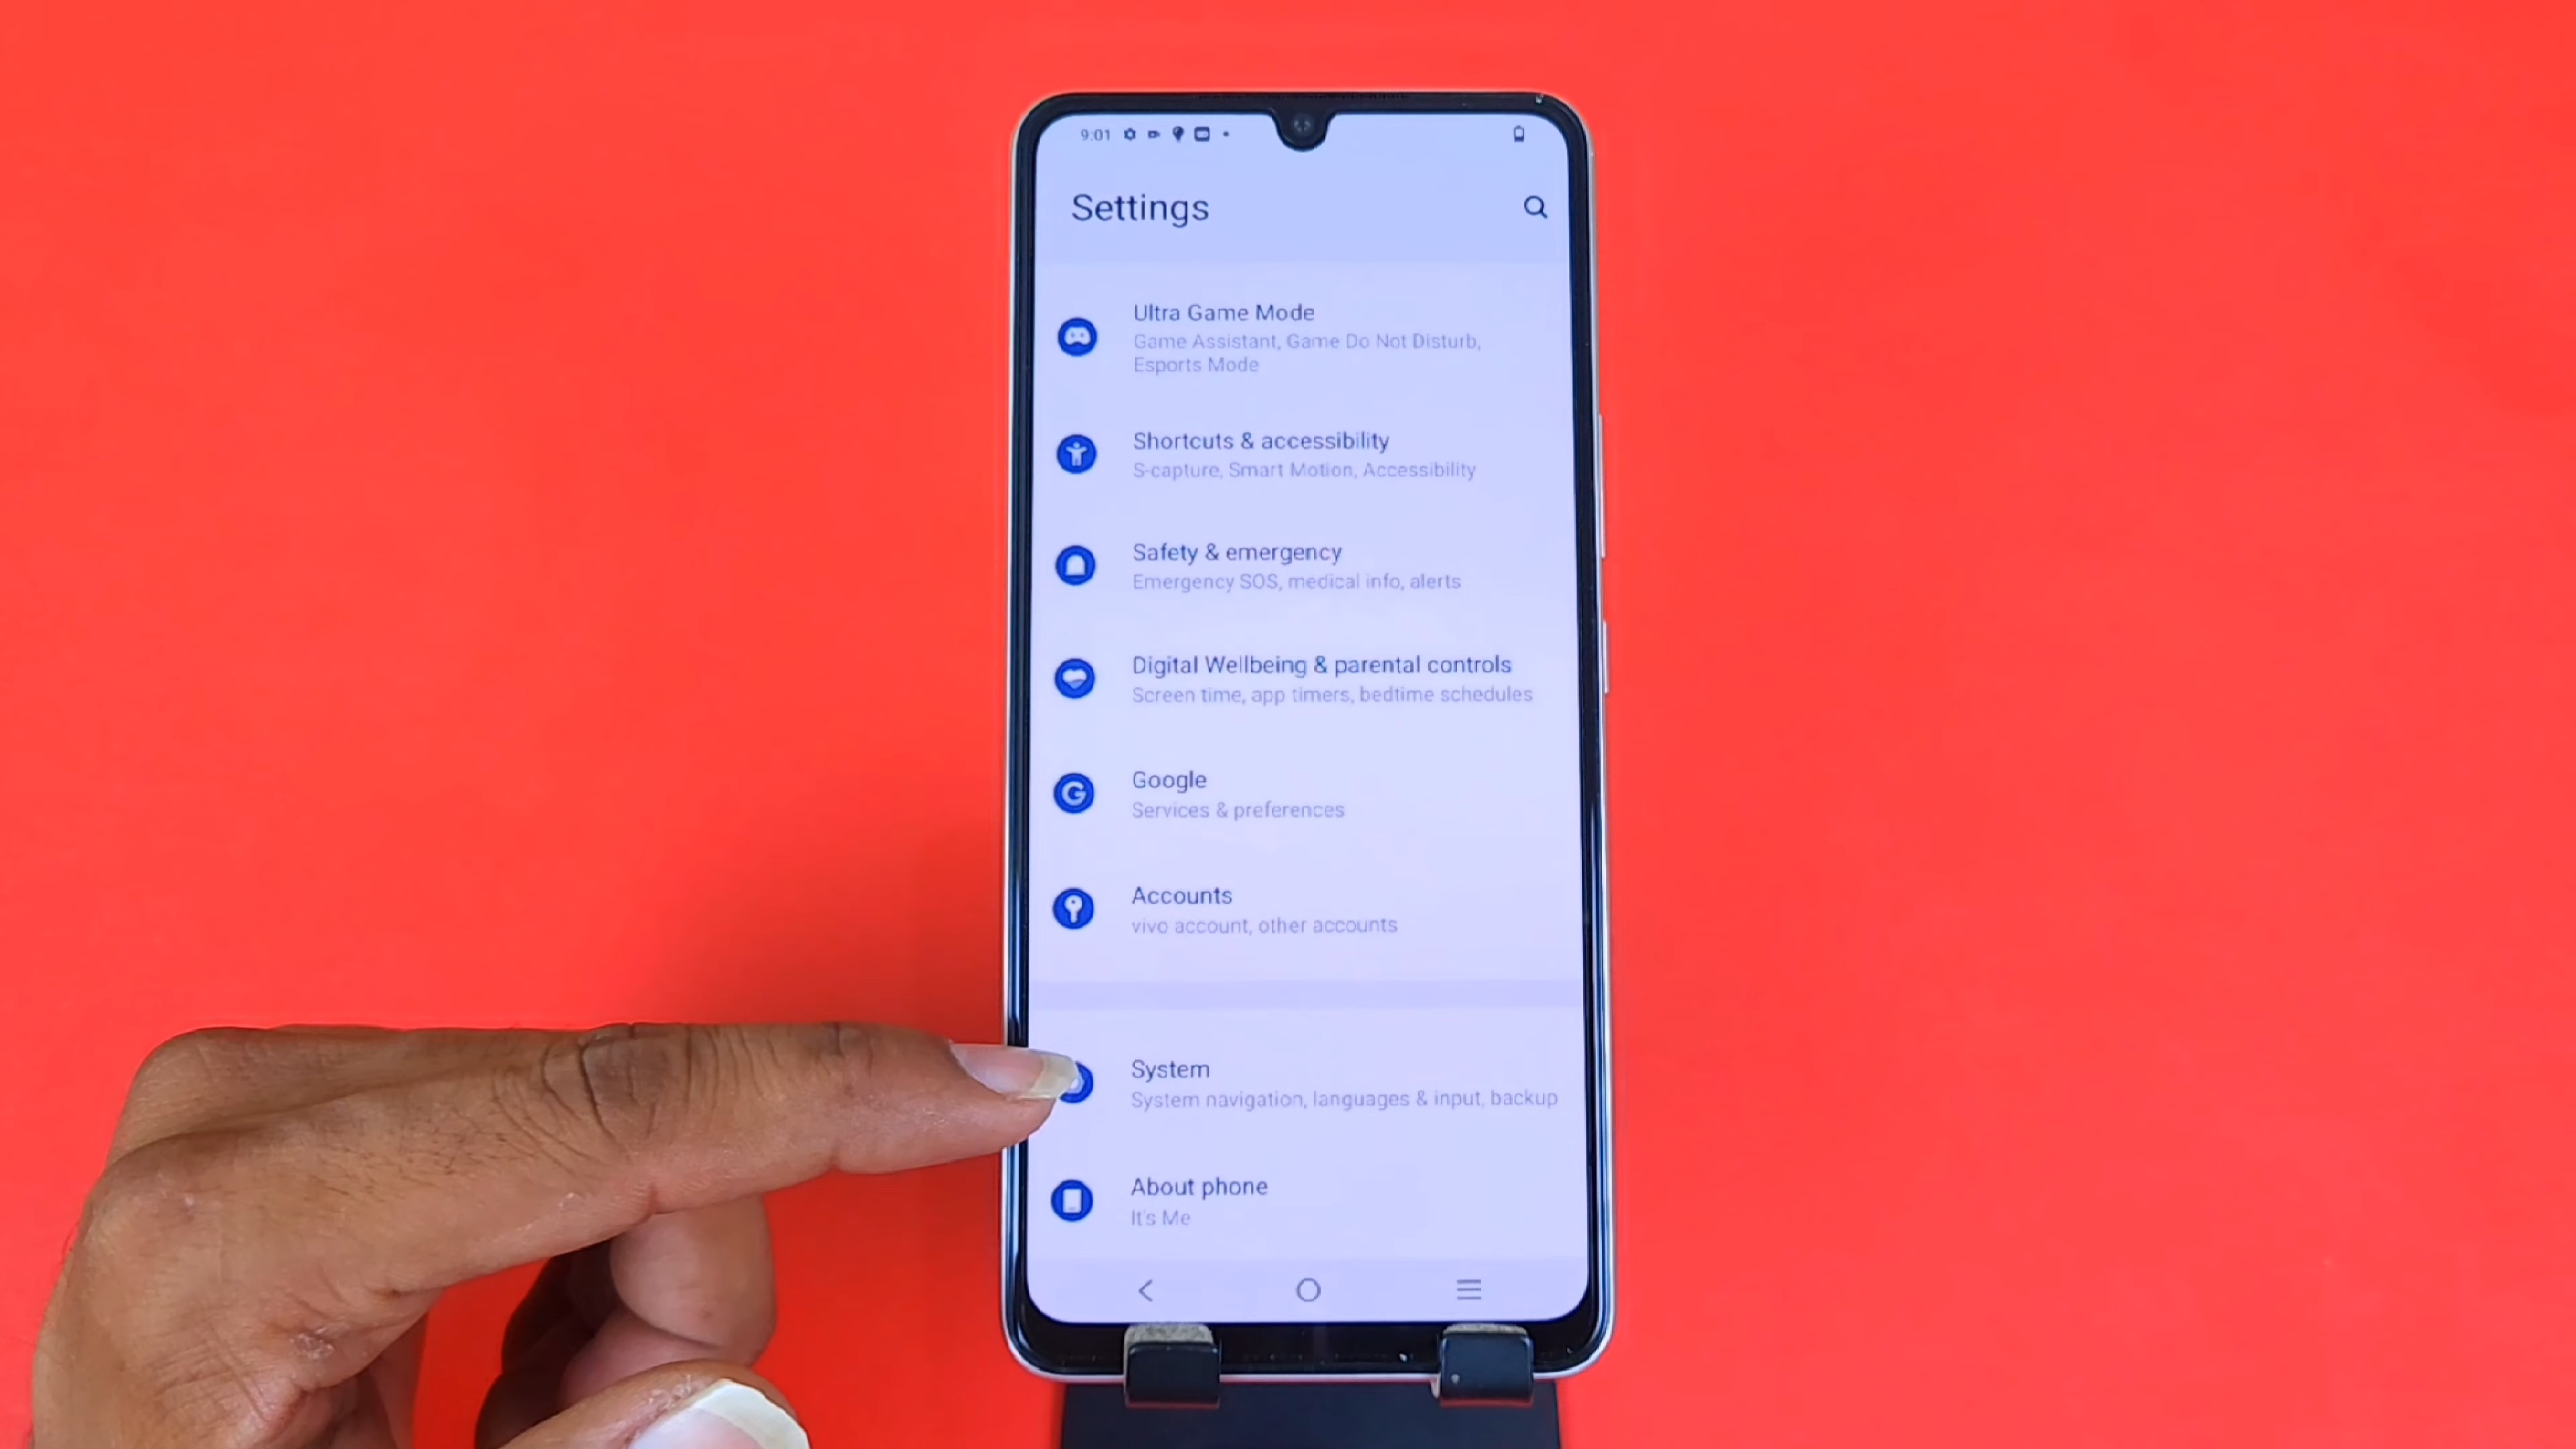 9:01
Settings
Ultra Game Mode
Game Assistant, Game Do Not Disturb,
Esports Mode
Shortcuts & accessibility
S-capture, Smart Motion, Accessibility
Safety & emergency
Emergency SOS, medical info, alerts
Digital Wellbeing & parental controls
Screen time, app timers, bedtime schedules
Google
Services & preferences
Accounts
vivo account, other accounts
System
System navigation, languages & input, backup
About phone
It's Me